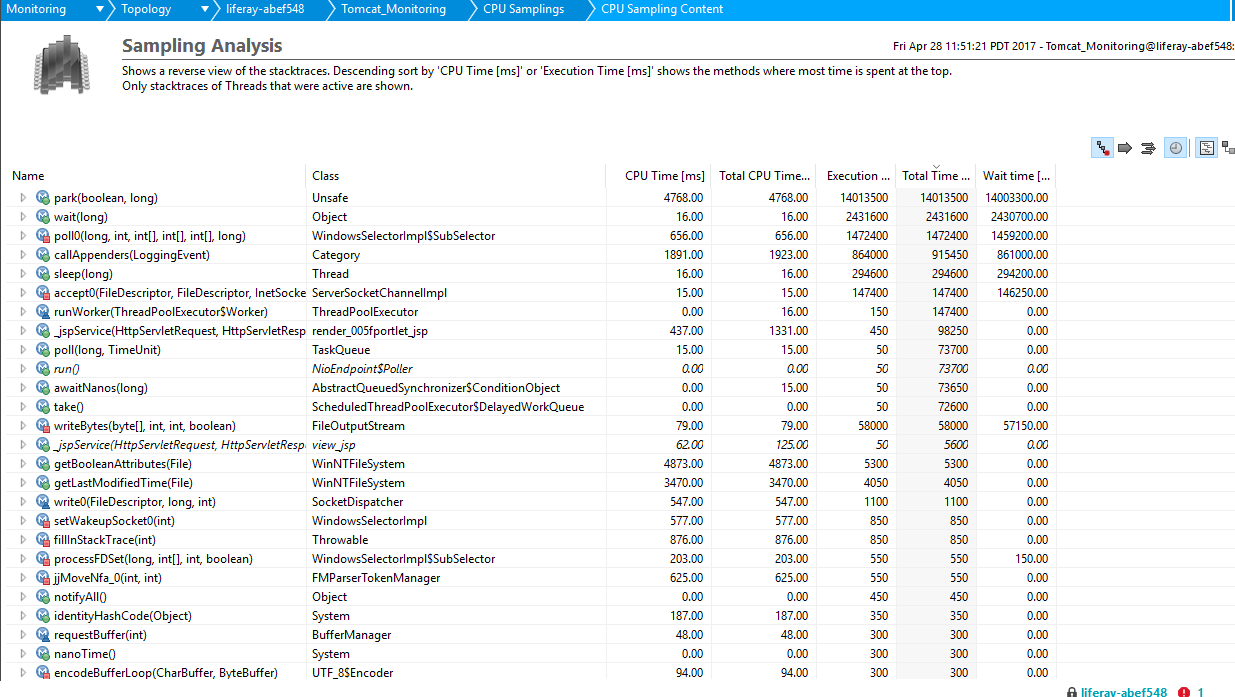 Monitoring Topology liferay-abef548 Tomcat_Monitoring CPU Samplings CPU Sampling Content
Sampling Analysis
Fri Apr 28 11:51:21 PDT 2017 - Tomcat_Monitoring@liferay-abef548:
Shows a reverse view of the stacktraces. Descending sort by 'CPU Time [ms]' or 'Execution Time [ms]' shows the methods where most time is spent at the top.
Only stacktraces of Threads that were active are shown.
Name Class CPU Time [ms] Total CPU Time... Execution ... Total Time ... Wait time [...
park(boolean, long) Unsafe 4768.00 4768.00 14013500 14013500 14003300.00
wait(long) Object 16.00 16.00 2431600 2431600 2430700.00
poll0(long, int, int[], int[], int[], long) WindowsSelectorImpl$SubSelector 656.00 656.00 1472400 1472400 1459200.00
callAppenders(LoggingEvent) Category 1891.00 1923.00 864000 915450 861000.00
sleep(long) Thread 16.00 16.00 294600 294600 294200.00
accept0(FileDescriptor, FileDescriptor, InetSocke ServerSocketChannelImpl 15.00 15.00 147400 147400 146250.00
runWorker(ThreadPoolExecutor$Worker) ThreadPoolExecutor 0.00 16.00 150 147400 0.00
_jspService(HttpServletRequest, HttpServletResp render_005fportlet_jsp 437.00 1331.00 450 98250 0.00
poll(long, TimeUnit) TaskQueue 15.00 15.00 50 73700 0.00
run() NioEndpoint$Poller 0.00 0.00 50 73700 0.00
awaitNanos(long) AbstractQueuedSynchronizer$ConditionObject 0.00 15.00 50 73650 0.00
take() ScheduledThreadPoolExecutor$DelayedWorkQueue 0.00 0.00 50 72600 0.00
writeBytes(byte[], int, int, boolean) FileOutputStream 79.00 79.00 58000 58000 57150.00
_jspService(HttpServletRequest, HttpServletResp view_jsp 62.00 125.00 50 5600 0.00
getBooleanAttributes(File) WinNTFileSystem 4873.00 4873.00 5300 5300 0.00
getLastModifiedTime(File) WinNTFileSystem 3470.00 3470.00 4050 4050 0.00
write0(FileDescriptor, long, int) SocketDispatcher 547.00 547.00 1100 1100 0.00
setWakeupSocket0(int) WindowsSelectorImpl 577.00 577.00 850 850 0.00
fillInStackTrace(int) Throwable 876.00 876.00 850 850 0.00
processFDSet(long, int[], int, boolean) WindowsSelectorImpl$SubSelector 203.00 203.00 550 550 150.00
jjMoveNfa_0(int, int) FMParserTokenManager 625.00 625.00 550 550 0.00
notifyAll() Object 0.00 0.00 450 450 0.00
identityHashCode(Object) System 187.00 187.00 350 350 0.00
requestBuffer(int) BufferManager 48.00 48.00 300 300 0.00
nanoTime() System 0.00 0.00 300 300 0.00
encodeBufferLoop(CharBuffer, ByteBuffer) UTF_8$Encoder 94.00 94.00 300 300 0.00
liferay-abef548 1